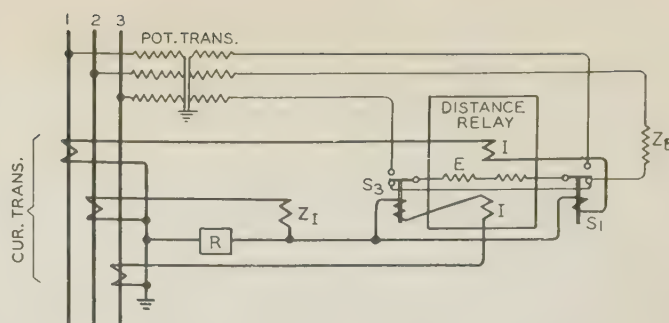 1 2 3
POT. TRANS.
DISTANCE
RELAY
I
E
S3
S1
ZE
I
ZI
R
CUR. TRANS.